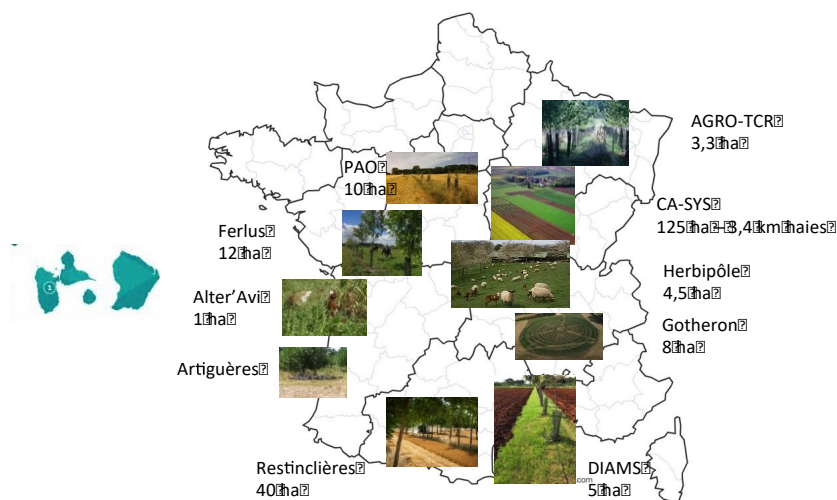 AGRO-TCR
3,3 ha
PAO
10 ha
CA-SYS
125 ha – 3,4 km haies
Ferlus
12 ha
Herbipôle
4,5 ha
Alter'Avi
1 ha
1
Gotheron
8 ha
Artiguères
Restinclières
40 ha
DIAMS
5 ha
com